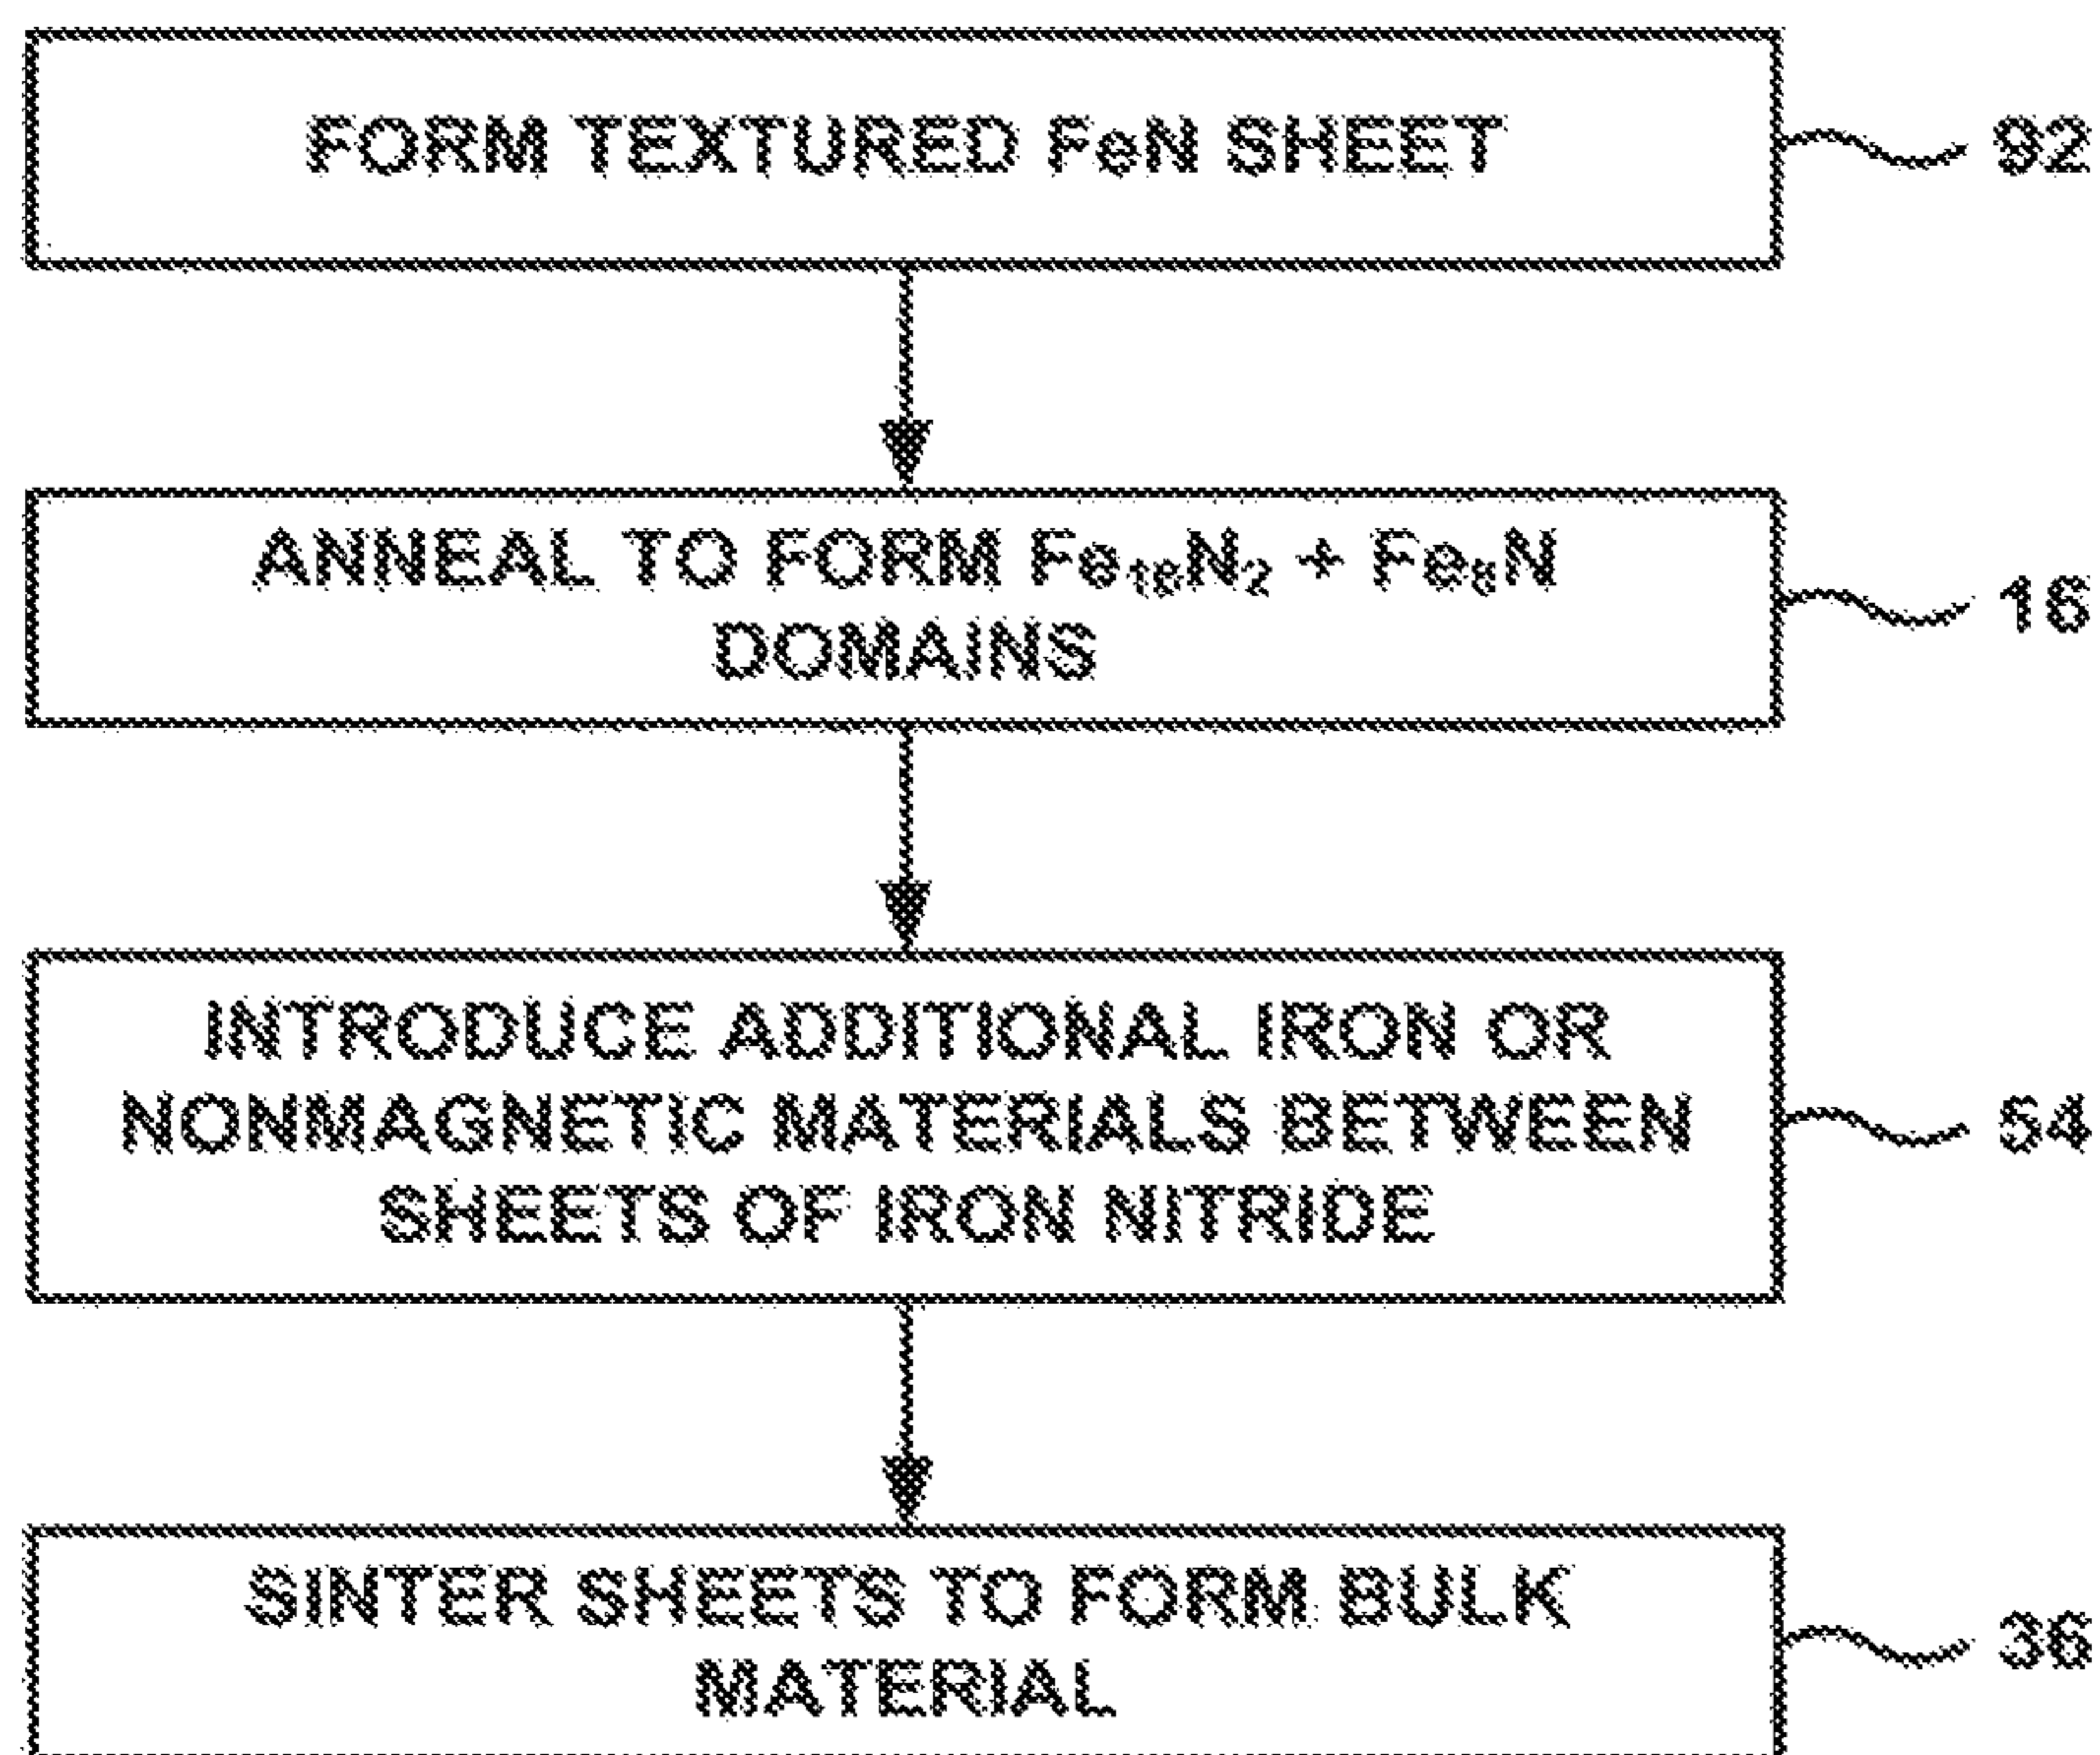 FORM TEXTURED FeN SHEET
92
ANNEAL TO FORM Fe₁₆N₂ + Fe₈N
DOMAINS
16
INTRODUCE ADDITIONAL IRON OR
NONMAGNETIC MATERIALS BETWEEN
SHEETS OF IRON NITRIDE
54
SINTER SHEETS TO FORM BULK
MATERIAL
36